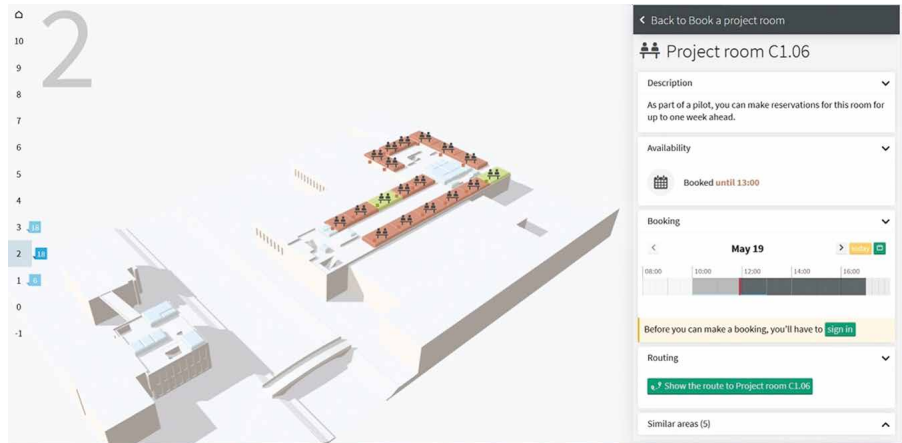 2
10
9
8
7
6
5
4
3 18
2 18
1 6
0
-1
Back to Book a project room
Project room C1.06
Description
As part of a pilot, you can make reservations for this room for
up to one week ahead.
Availability
Booked until 13:00
Booking
May 19
today
08:00 10:00 12:00 14:00 16:00
Before you can make a booking, you'll have to sign in
Routing
Show the route to Project room C1.06
Similar areas (5)